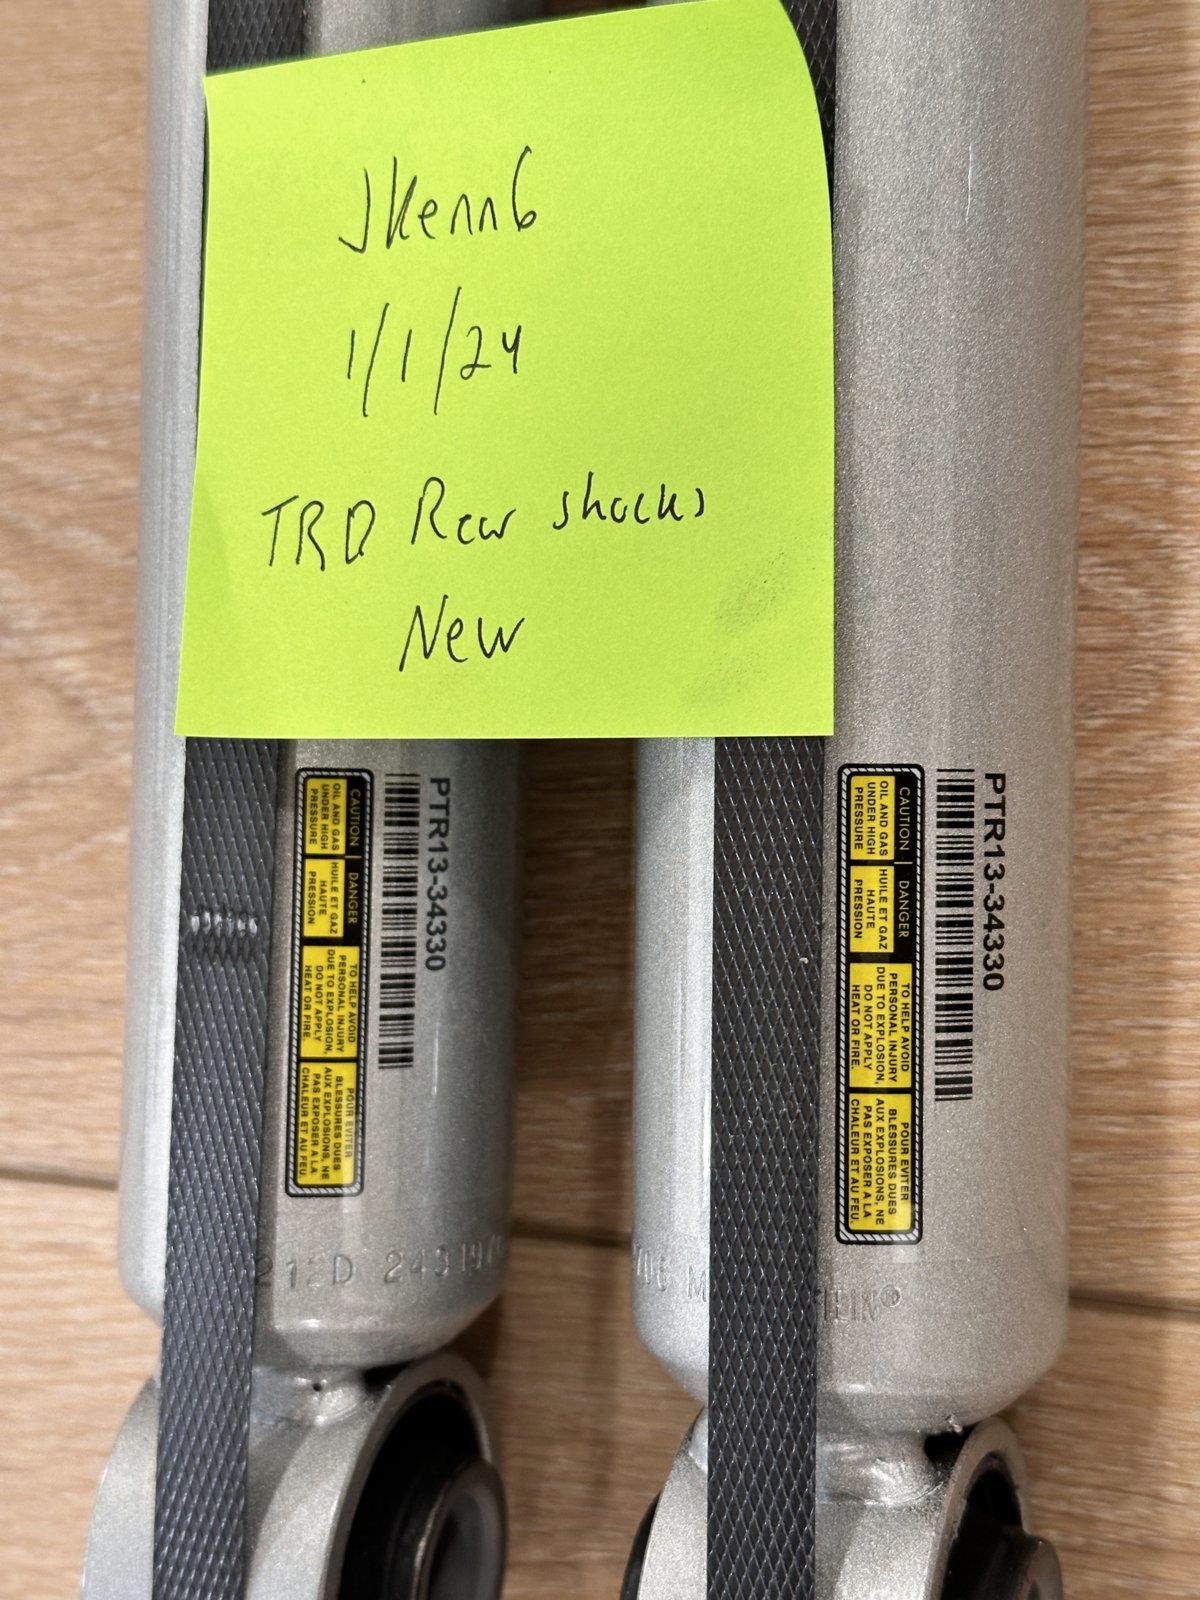 JKenn6
1/1/24
TRD Rear shocks
New
PTR13-34330
CAUTION | DANGER
OIL AND GAS
UNDER HIGH
PRESSURE
HUILE ET GAZ
HAUTE
PRESSION
TO HELP AVOID
PERSONAL INJURY
DUE TO EXPLOSION,
DO NOT APPLY
HEAT OR FIRE.
POUR EVITER
BLESSURES DUES
AUX EXPLOSIONS, NE
PAS EXPOSER A LA
CHALEUR ET AU FEU.
PTR13-34330
CAUTION | DANGER
OIL AND GAS
UNDER HIGH
PRESSURE
HUILE ET GAZ
HAUTE
PRESSION
TO HELP AVOID
PERSONAL INJURY
DUE TO EXPLOSION,
DO NOT APPLY
HEAT OR FIRE.
POUR EVITER
BLESSURES DUES
AUX EXPLOSIONS, NE
PAS EXPOSER A LA
CHALEUR ET AU FEU.